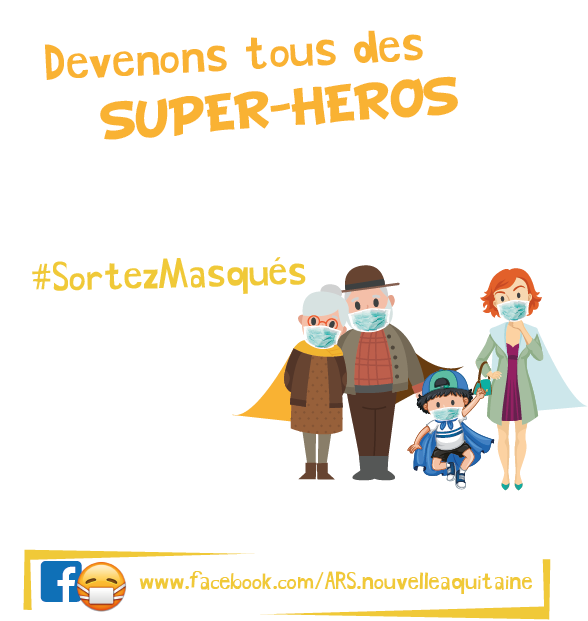 Devenons tous des
SUPER-HEROS
#SortezMasqués
www.facebook.com/ARS.nouvelleaquitaine